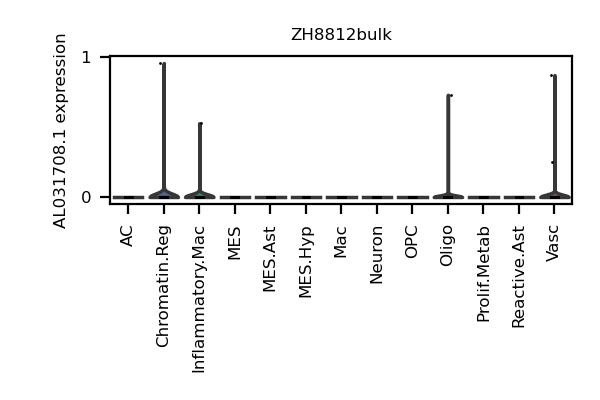 ZH8812bulk
AL031708.1 expression
1
0
AC
Chromatin.Reg
Inflammatory.Mac
MES
MES.Ast
MES.Hyp
Mac
Neuron
OPC
Oligo
Prolif.Metab
Reactive.Ast
Vasc